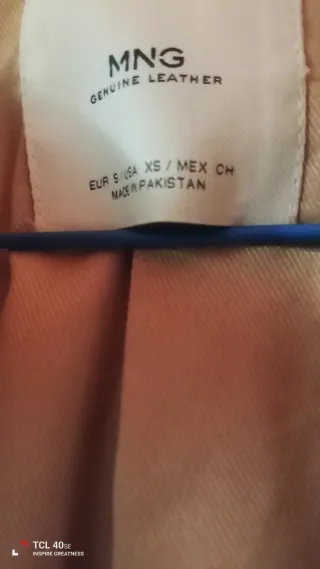 MNG
GENUINE LEATHER
EUR S / USA XS / MEX CH
MADE IN PAKISTAN
TCL 40SE
INSPIRE GREATNESS